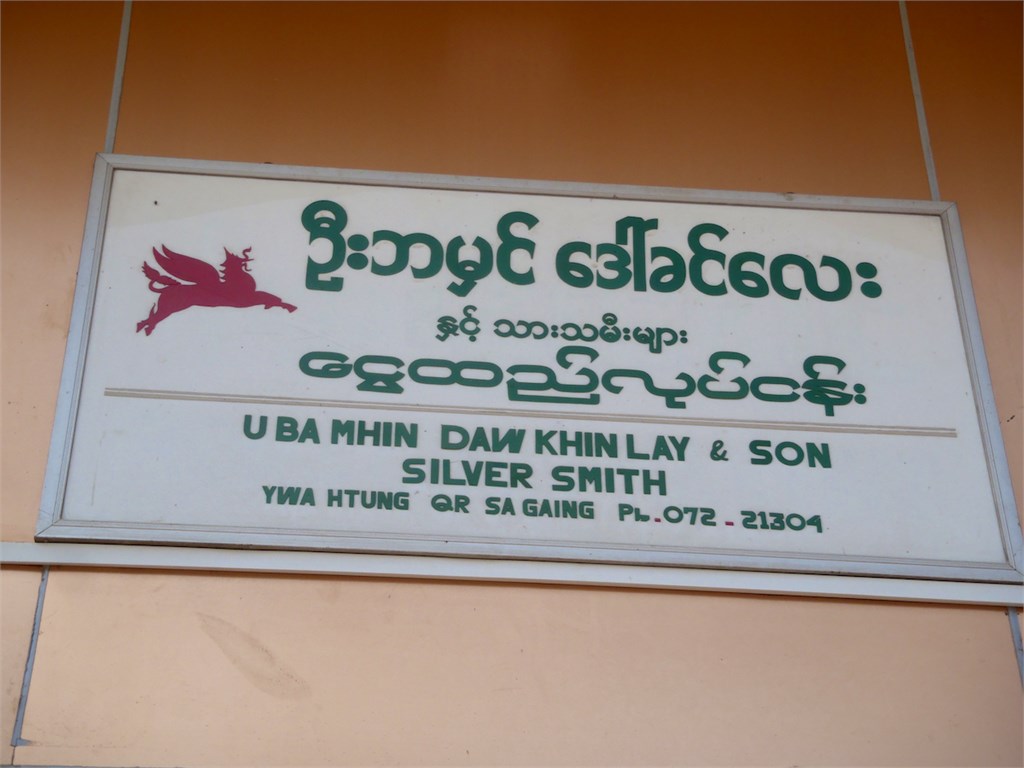 ဦးဘမှင် ဒေါ်ခင်လေး
နှင့် သားသမီးများ
ငွေထည်လုပ်ငန်း
U BA MHIN DAW KHIN LAY & SON
SILVER SMITH
YWA HTUNG QR SAGAING Ph-072-21304